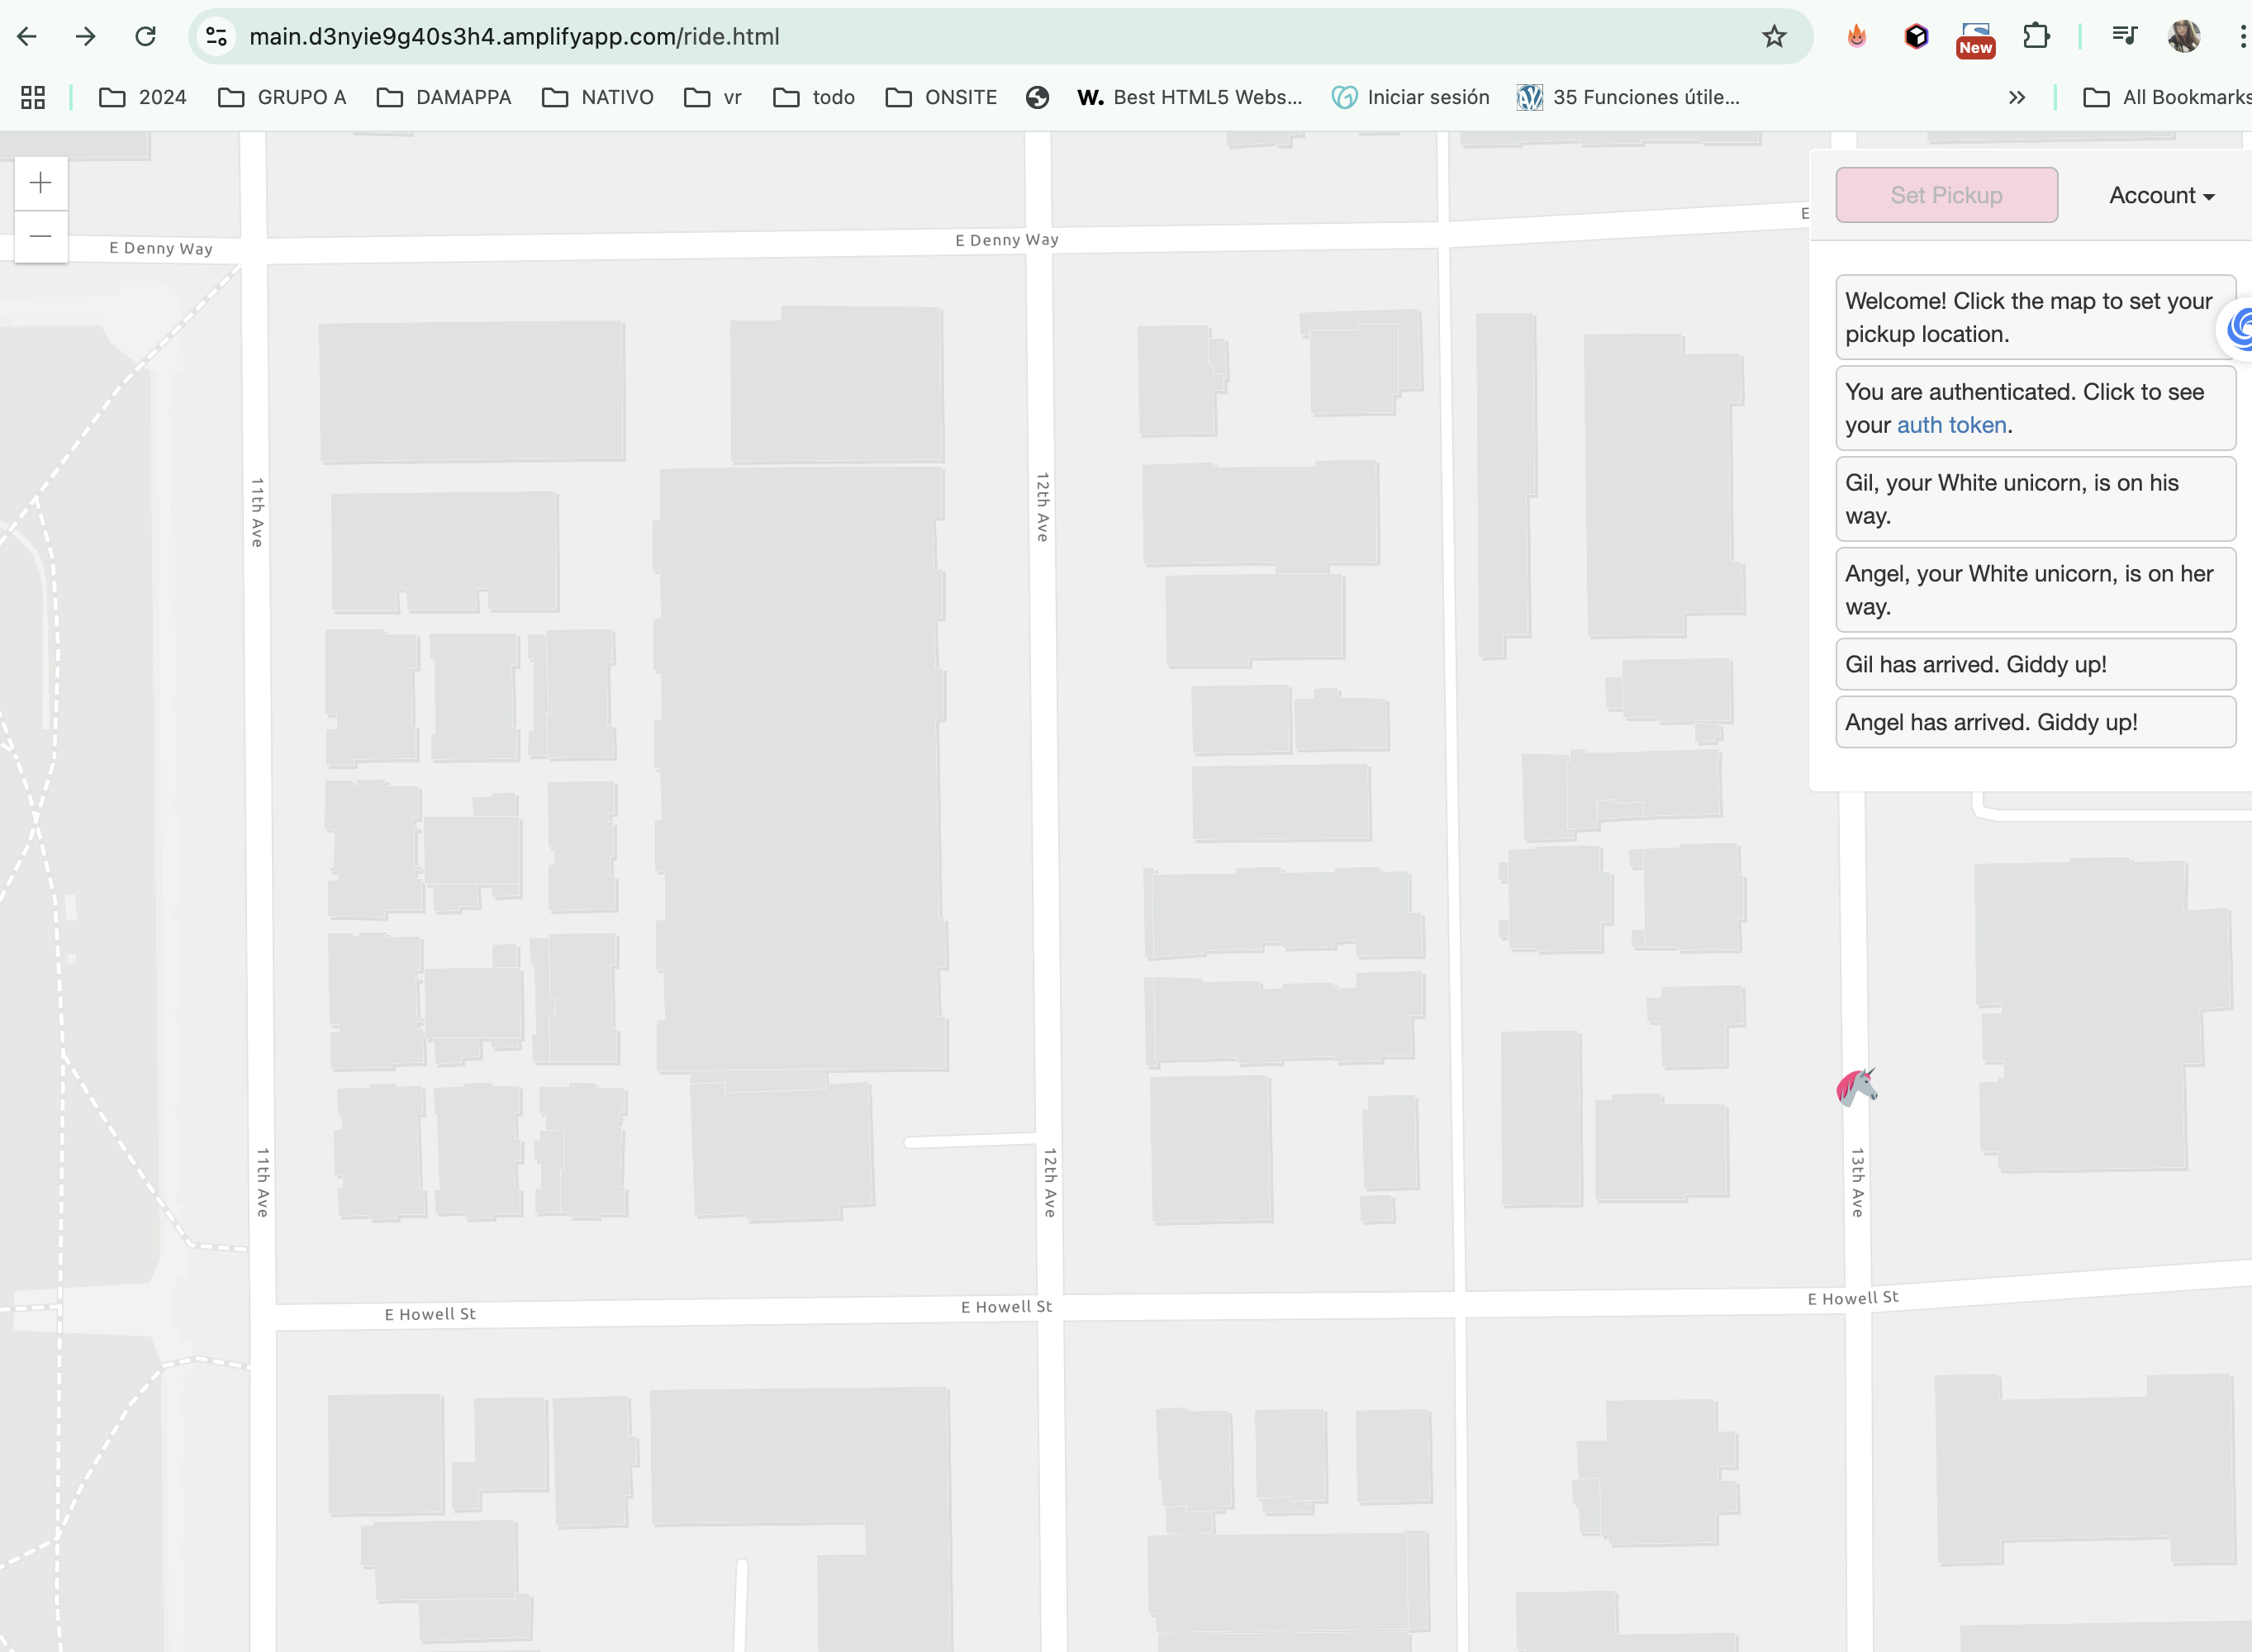 main.d3nyie9g40s3h4.amplifyapp.com/ride.html
New
2024
GRUPO A
DAMAPPA
NATIVO
vr
todo
ONSITE
W. Best HTML5 Webs...
Iniciar sesión
35 Funciones útile...
»
All Bookmarks
+
−
Set Pickup
Account
E Denny Way
E Denny Way
E
Welcome! Click the map to set your
pickup location.
You are authenticated. Click to see
your auth token.
Gil, your White unicorn, is on his
way.
Angel, your White unicorn, is on her
way.
Gil has arrived. Giddy up!
Angel has arrived. Giddy up!
11th Ave
12th Ave
11th Ave
12th Ave
13th Ave
E Howell St
E Howell St
E Howell St